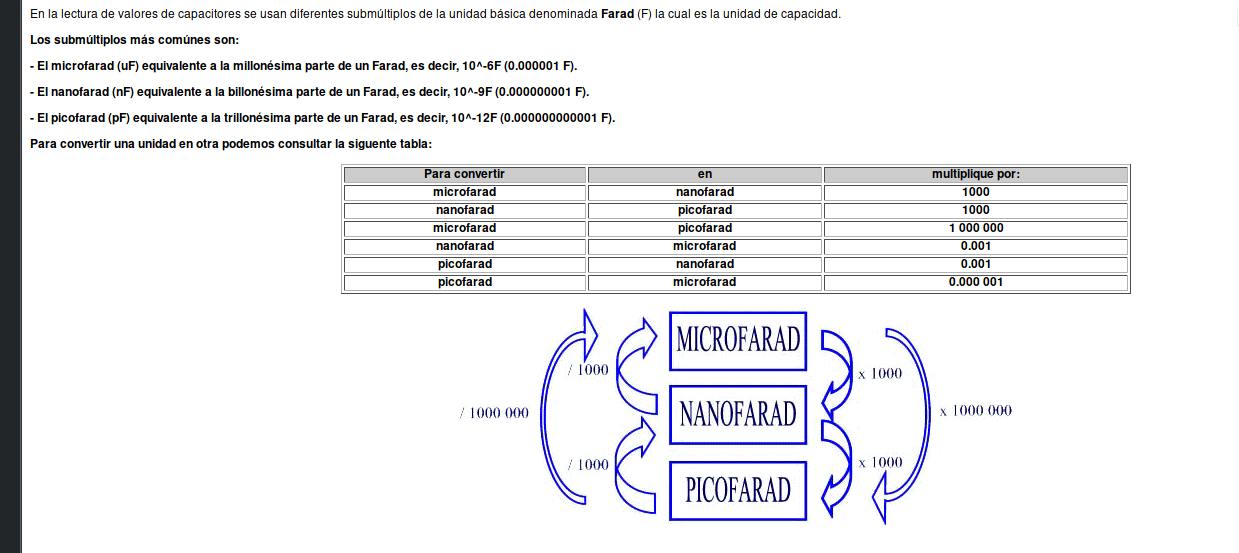 En la lectura de valores de capacitores se usan diferentes submúltiplos de la unidad básica denominada Farad (F) la cual es la unidad de capacidad.
Los submúltiplos más comúnes son:
- El microfarad (uF) equivalente a la millonésima parte de un Farad, es decir, 10^-6F (0.000001 F).
- El nanofarad (nF) equivalente a la billonésima parte de un Farad, es decir, 10^-9F (0.000000001 F).
- El picofarad (pF) equivalente a la trillonésima parte de un Farad, es decir, 10^-12F (0.000000000001 F).
Para convertir una unidad en otra podemos consultar la siguente tabla:
Para convertir en multiplique por:
microfarad nanofarad 1000
nanofarad picofarad 1000
microfarad picofarad 1 000 000
nanofarad microfarad 0.001
picofarad nanofarad 0.001
picofarad microfarad 0.000 001
MICROFARAD
/ 1000 x 1000
/ 1000 000 NANOFARAD x 1000 000
/ 1000 x 1000
PICOFARAD